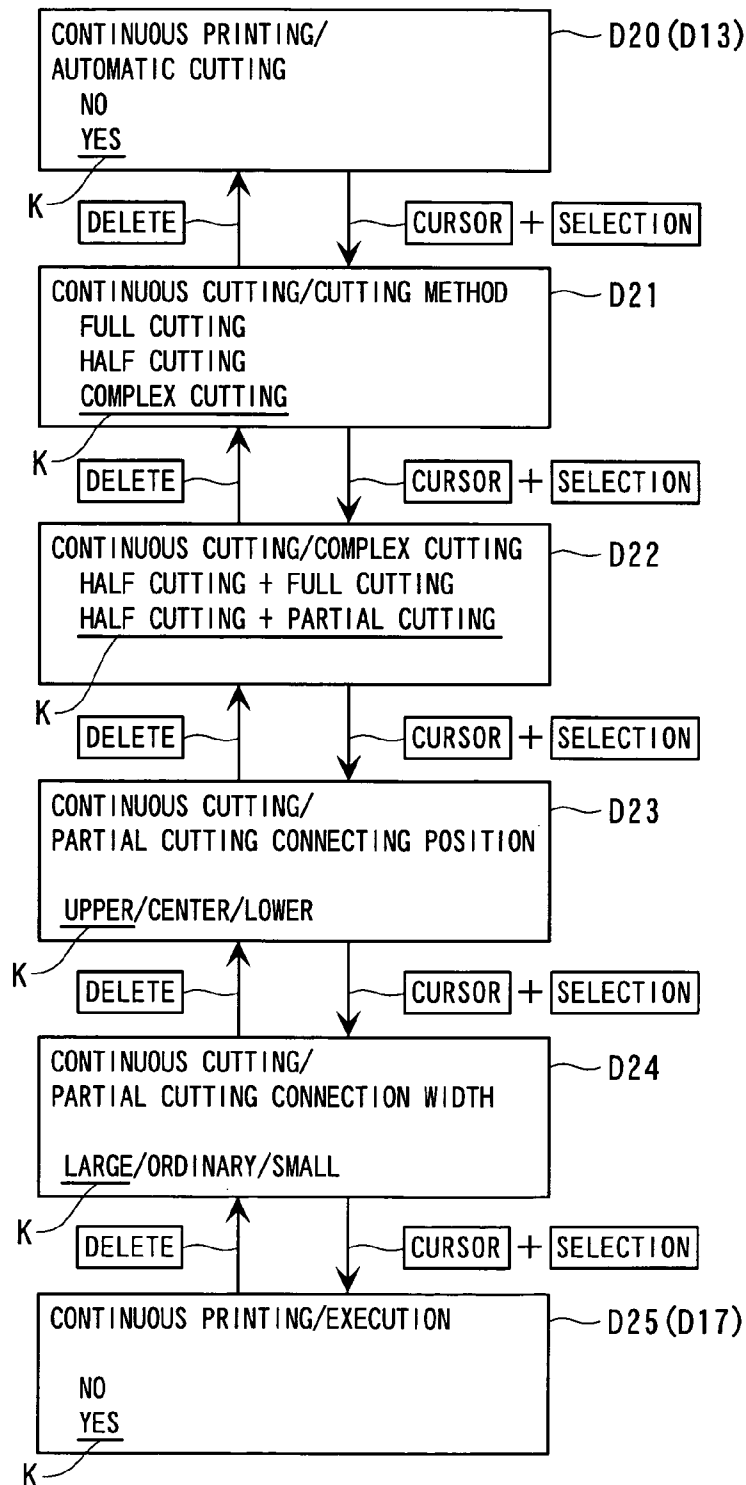 CONTINUOUS PRINTING/
AUTOMATIC CUTTING
NO
YES
D20(D13)
K
DELETE
CURSOR + SELECTION
CONTINUOUS CUTTING/CUTTING METHOD
FULL CUTTING
HALF CUTTING
COMPLEX CUTTING
D21
K
DELETE
CURSOR + SELECTION
CONTINUOUS CUTTING/COMPLEX CUTTING
HALF CUTTING + FULL CUTTING
HALF CUTTING + PARTIAL CUTTING
D22
K
DELETE
CURSOR + SELECTION
CONTINUOUS CUTTING/
PARTIAL CUTTING CONNECTING POSITION
UPPER/CENTER/LOWER
D23
K
DELETE
CURSOR + SELECTION
CONTINUOUS CUTTING/
PARTIAL CUTTING CONNECTION WIDTH
LARGE/ORDINARY/SMALL
D24
K
DELETE
CURSOR + SELECTION
CONTINUOUS PRINTING/EXECUTION
NO
YES
D25(D17)
K